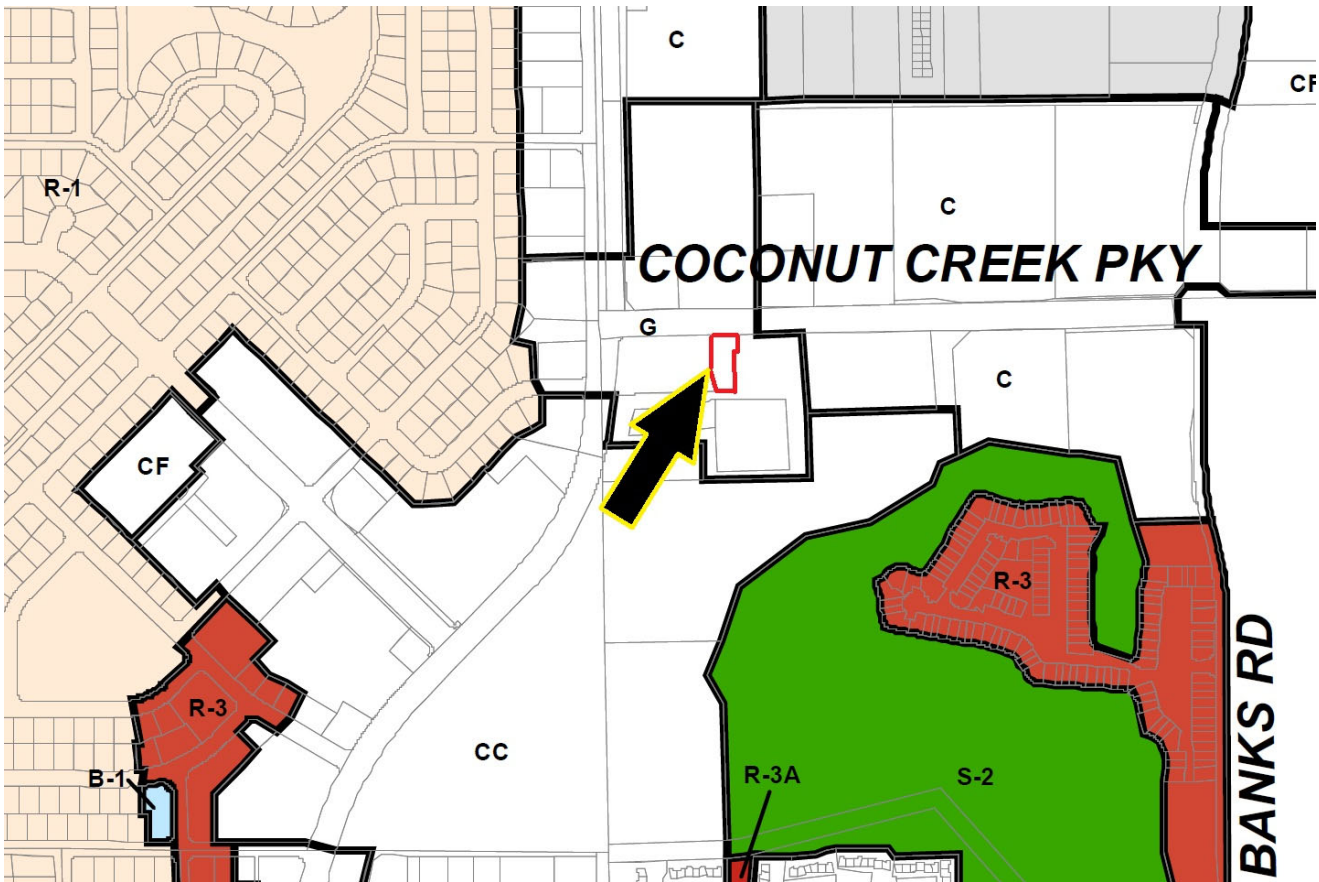 C
CF
R-1
C
COCONUT CREEK PKY
G
C
CF
R-3
R-3
CC
B-1
R-3A
S-2
BANKS RD